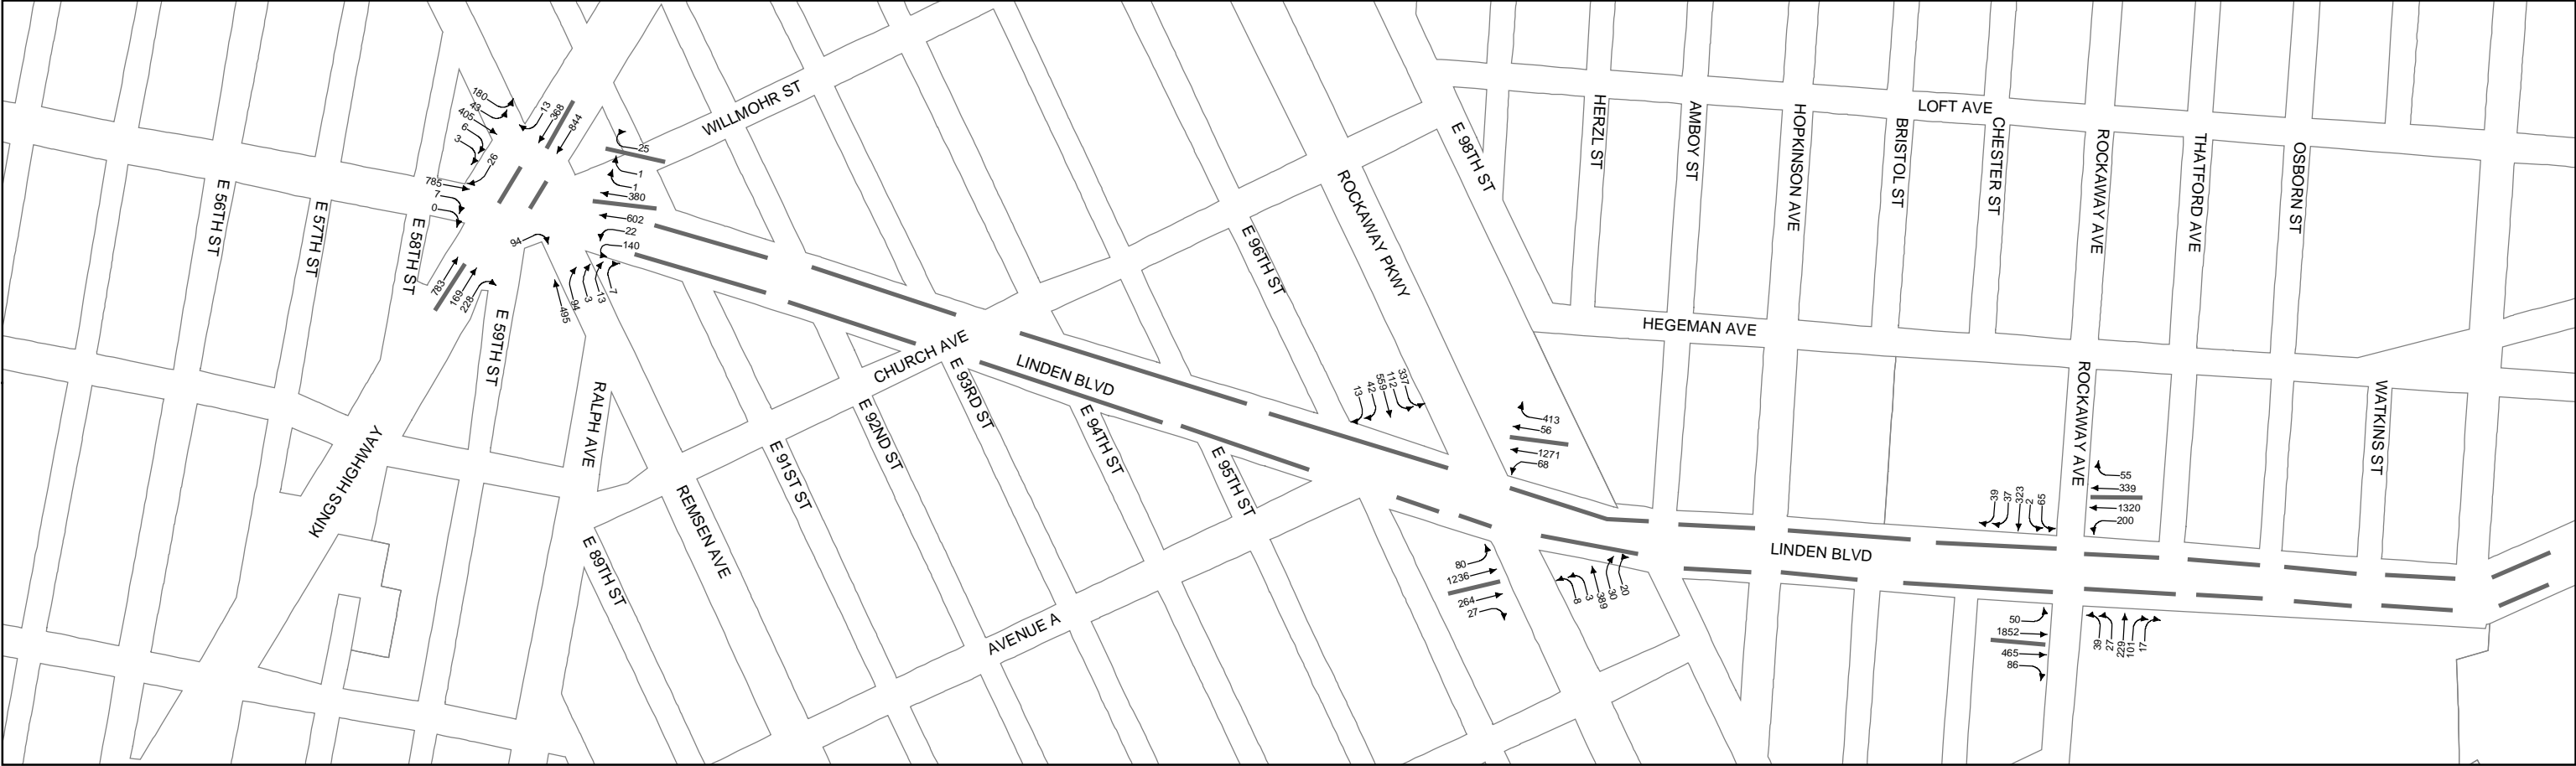 WILLMOHR ST
LOFT AVE
HERZL ST
AMBOY ST
HOPKINSON AVE
BRISTOL ST
CHESTER ST
ROCKAWAY AVE
THATFORD AVE
OSBORN ST
E 98TH ST
ROCKAWAY PKWY
E 96TH ST
E 56TH ST
E 57TH ST
E 58TH ST
E 59TH ST
180
43
405
6
3
26
13
368
844
785
7
0
25
1
1
380
602
22
140
94
783
169
228
495
94
3
13
7
HEGEMAN AVE
CHURCH AVE
LINDEN BLVD
E 93RD ST
E 92ND ST
E 94TH ST
E 91ST ST
E 95TH ST
RALPH AVE
KINGS HIGHWAY
REMSEN AVE
E 89TH ST
AVENUE A
13
42
559
112
337
413
56
1271
68
80
1236
264
27
8
3
389
30
20
ROCKAWAY AVE
WATKINS ST
LINDEN BLVD
39
37
323
2
65
55
339
1320
200
50
1852
465
86
39
27
229
101
17